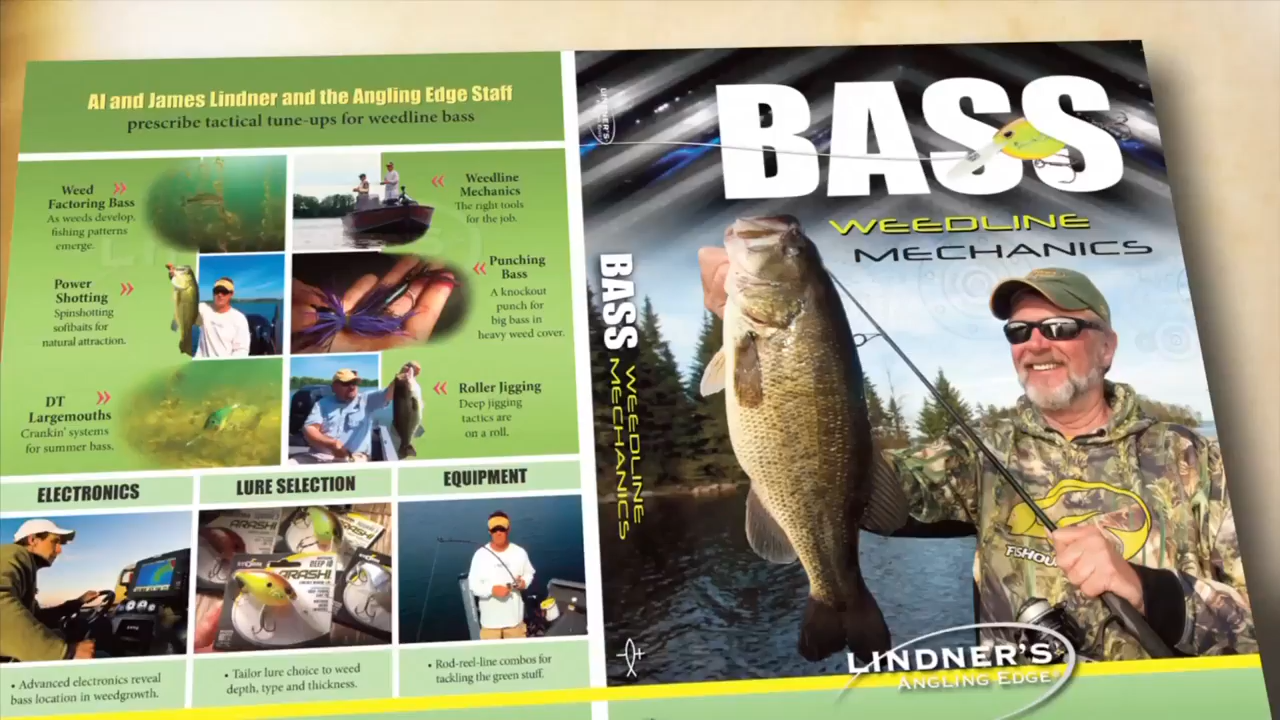 Al and James Lindner and the Angling Edge Staff
prescribe tactical tune-ups for weedline bass
Weed
Factoring Bass
As weeds develop,
fishing patterns
emerge.
Weedline
Mechanics
The right tools
for the job.
Power
Shotting
Spinshotting
softbaits for
natural attraction.
Punching
Bass
A knockout
punch for
big bass in
heavy weed cover.
DT
Largemouths
Crankin' systems
for summer bass.
Roller Jigging
Deep jigging
tactics are
on a roll.
ELECTRONICS
LURE SELECTION
EQUIPMENT
ARASHI
STORM
DEEP 10
ARASHI
• Advanced electronics reveal
bass location in weedgrowth.
• Tailor lure choice to weed
depth, type and thickness.
• Rod-reel-line combos for
tackling the green stuff.
LINDNER'S
BASS
WEEDLINE
MECHANICS
BASS
WEEDLINE
MECHANICS
FISHOU
LINDNER'S
ANGLING EDGE